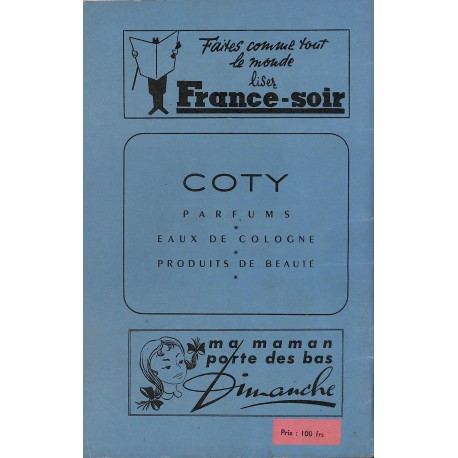 Faites comme tout
le monde
lisez
France-soir
COTY
PARFUMS
EAUX DE COLOGNE
PRODUITS DE BEAUTÉ
ma maman
porte des bas
Dimanche
Prix : 100 frs